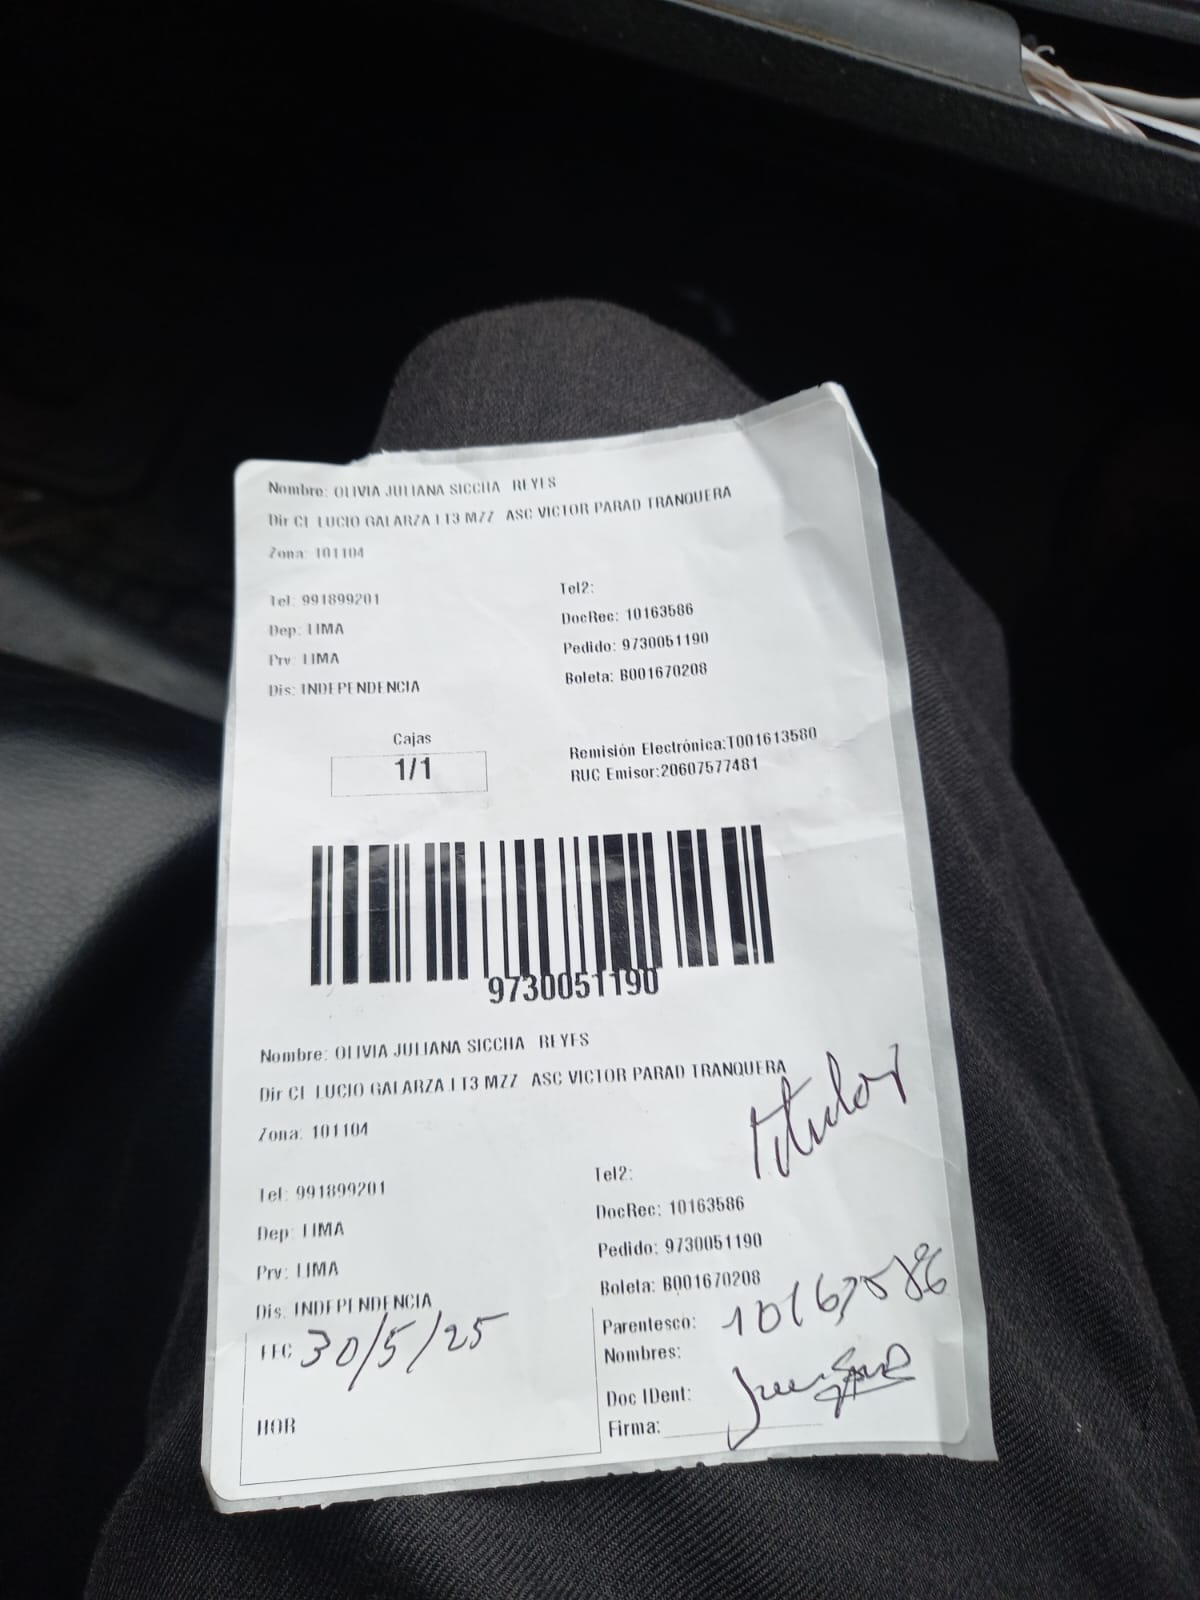 Nombre: OLIVIA JULIANA SICCHA REYES
Dir CL LUCIO GALARZA LT3 MZZ ASC VICTOR PARAD TRANQUERA
Zona: 101104
Tel: 991899201
Tel2:
DocRec: 10163586
Dep: LIMA
Pedido: 9730051190
Prv: LIMA
Boleta: B001670208
Dis: INDEPENDENCIA
Cajas
1/1
Remisión Electrónica:T001613580
RUC Emisor:20607577481
9730051190
Nombre: OLIVIA JULIANA SICCHA REYES
Dir CL LUCIO GALARZA LT3 MZZ ASC VICTOR PARAD TRANQUERA
titular
Zona: 101104
Tel: 991899201
Tel2:
DocRec: 10163586
Dep: LIMA
Pedido: 9730051190
Prv: LIMA
Boleta: B001670208
Dis: INDEPENDENCIA
Parentesco: 10163586
FEC 30/5/25
Nombres:
Doc IDent:
HOR
Firma: